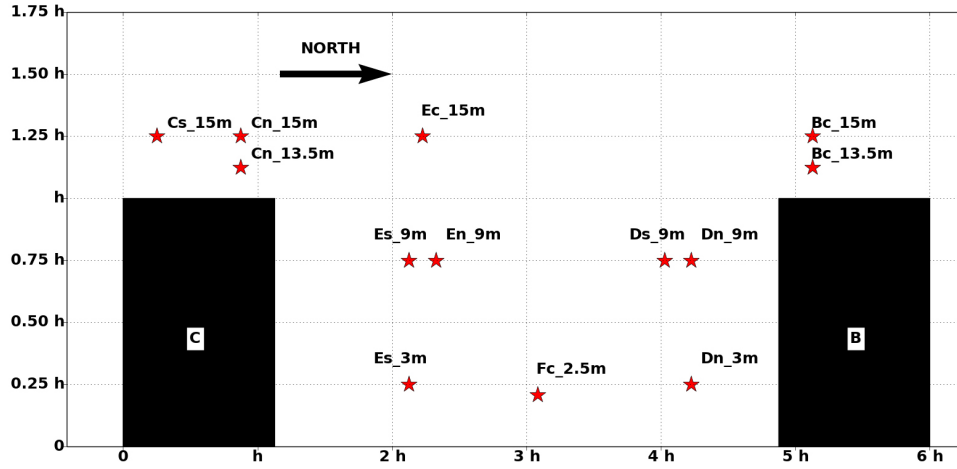 1.75 h
NORTH
1.50 h
Ec_15m
Cs_15m Cn_15m Bc_15m
1.25 h
Cn_13.5m Bc_13.5m
h
Es_9m En_9m Ds_9m Dn_9m
0.75 h
0.50 h
C B
Es_3m Fc_2.5m Dn_3m
0.25 h
0
0 h 2 h 3 h 4 h 5 h 6 h